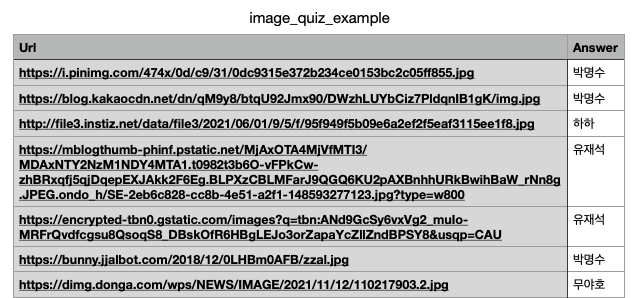 image_quiz_example
Url Answer
https://i.pinimg.com/474x/0d/c9/31/0dc9315e372b234ce0153bc2c05ff855.jpg 박명수
https://blog.kakaocdn.net/dn/qM9y8/btqU92Jmx90/DWzhLUYbCiz7PldqnIB1gK/img.jpg 박명수
http://file3.instiz.net/data/file3/2021/06/01/9/5/f/95f949f5b09e6a2ef2f5eaf3115ee1f8.jpg 하하
https://mblogthumb-phinf.pstatic.net/MjAxOTA4MjVfMTI3/ 유재석
MDAxNTY2NzM1NDY4MTA1.t0982t3b6O-vFPkCw-
zhBRxqfj5qjDqepEXJAkk2F6Eg.BLPXzCBLMFarJ9QGQ6KU2pAXBnhhURkBwihBaW_rNn8g
.JPEG.ondo_h/SE-2eb6c828-cc8b-4e51-a2f1-148593277123.jpg?type=w800
https://encrypted-tbn0.gstatic.com/images?q=tbn:ANd9GcSy6vxVg2_mulo- 유재석
MRFrQvdfcgsu8QsoqS8_DBskOfR6HBgLEJo3orZapaYcZllZndBPSY8&usqp=CAU
https://bunny.jjalbot.com/2018/12/0LHBm0AFB/zzal.jpg 박명수
https://dimg.donga.com/wps/NEWS/IMAGE/2021/11/12/110217903.2.jpg 무야호